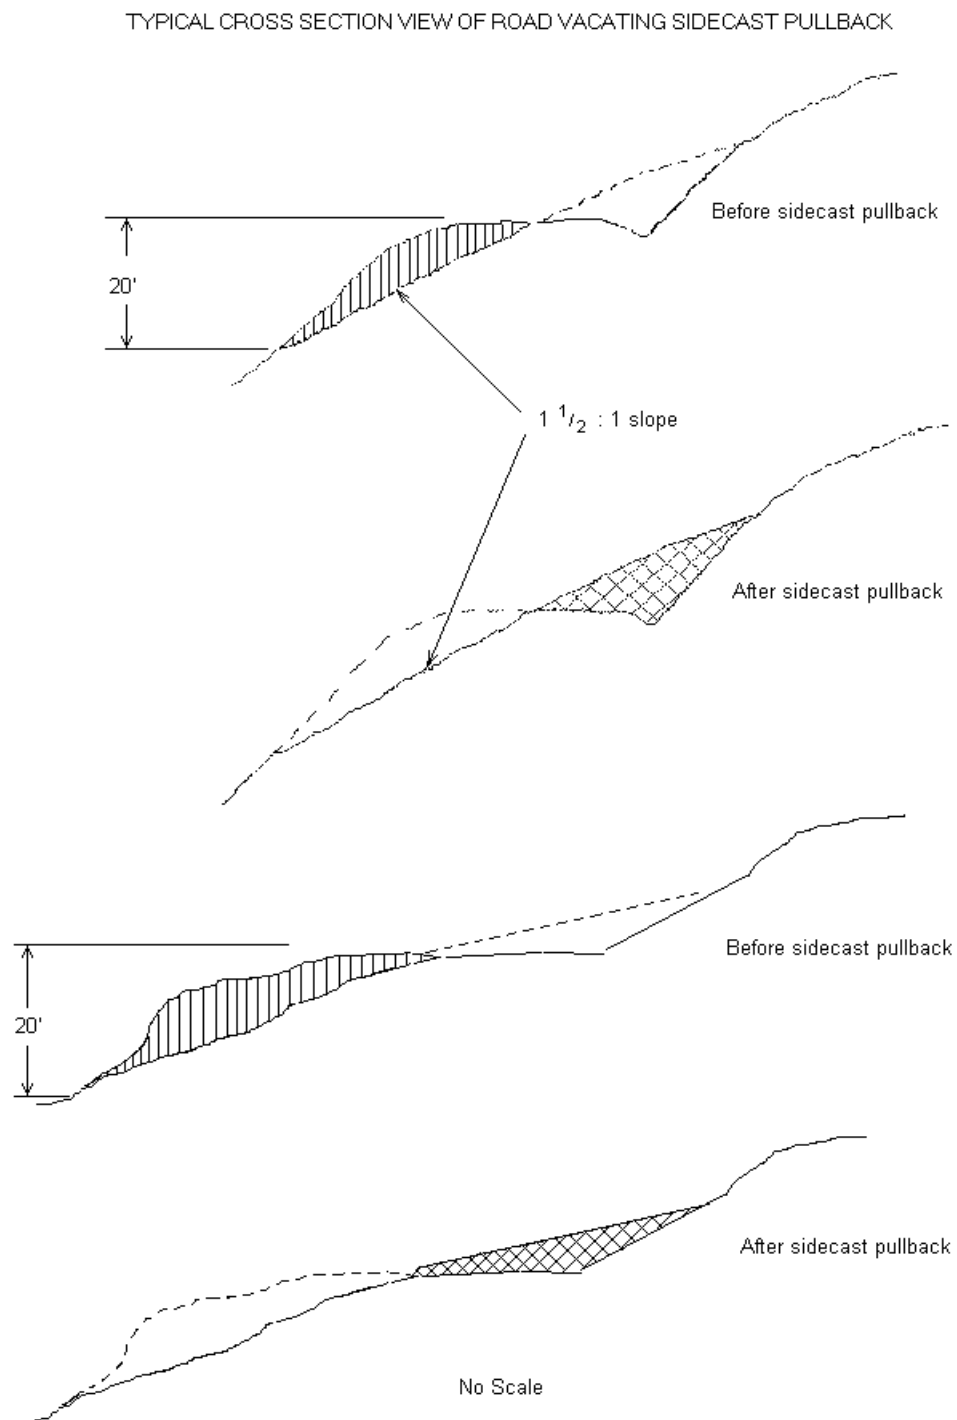 TYPICAL CROSS SECTION VIEW OF ROAD VACATING SIDECAST PULLBACK
Before sidecast pullback
20'
1 1/2 : 1 slope
After sidecast pullback
Before sidecast pullback
20'
After sidecast pullback
No Scale